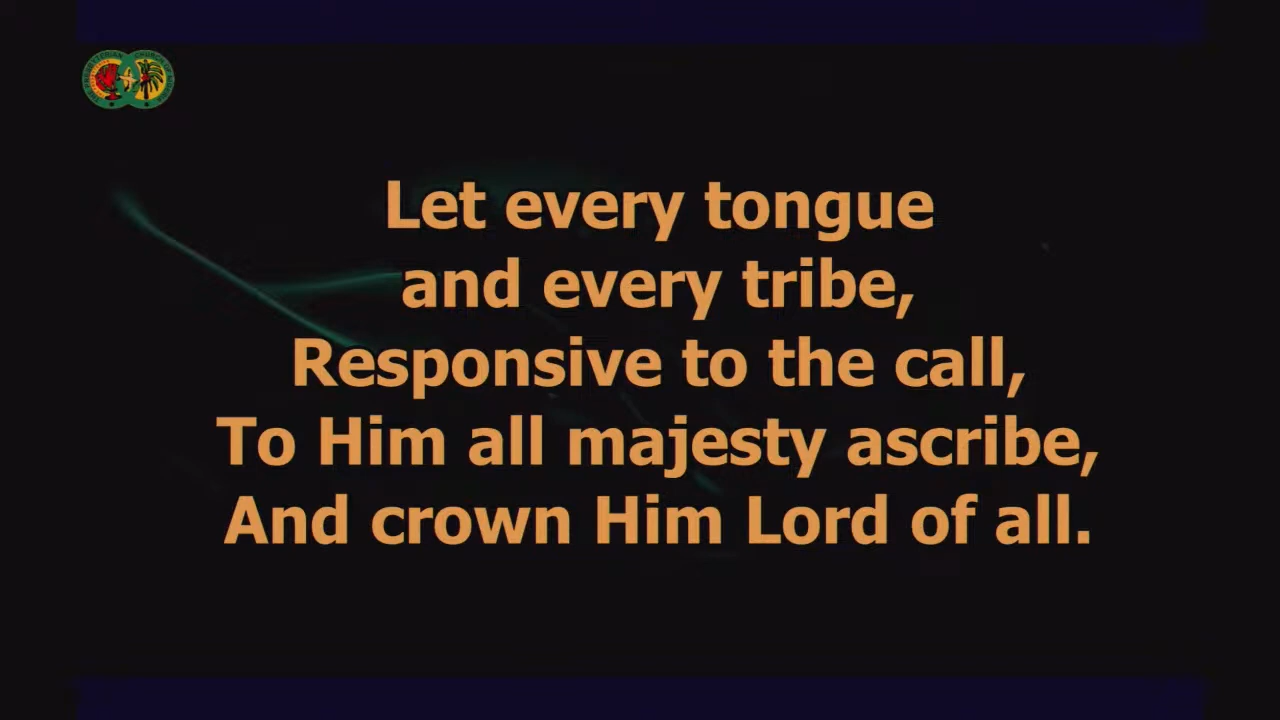 Let every tongue
and every tribe,
Responsive to the call,
To Him all majesty ascribe,
And crown Him Lord of all.